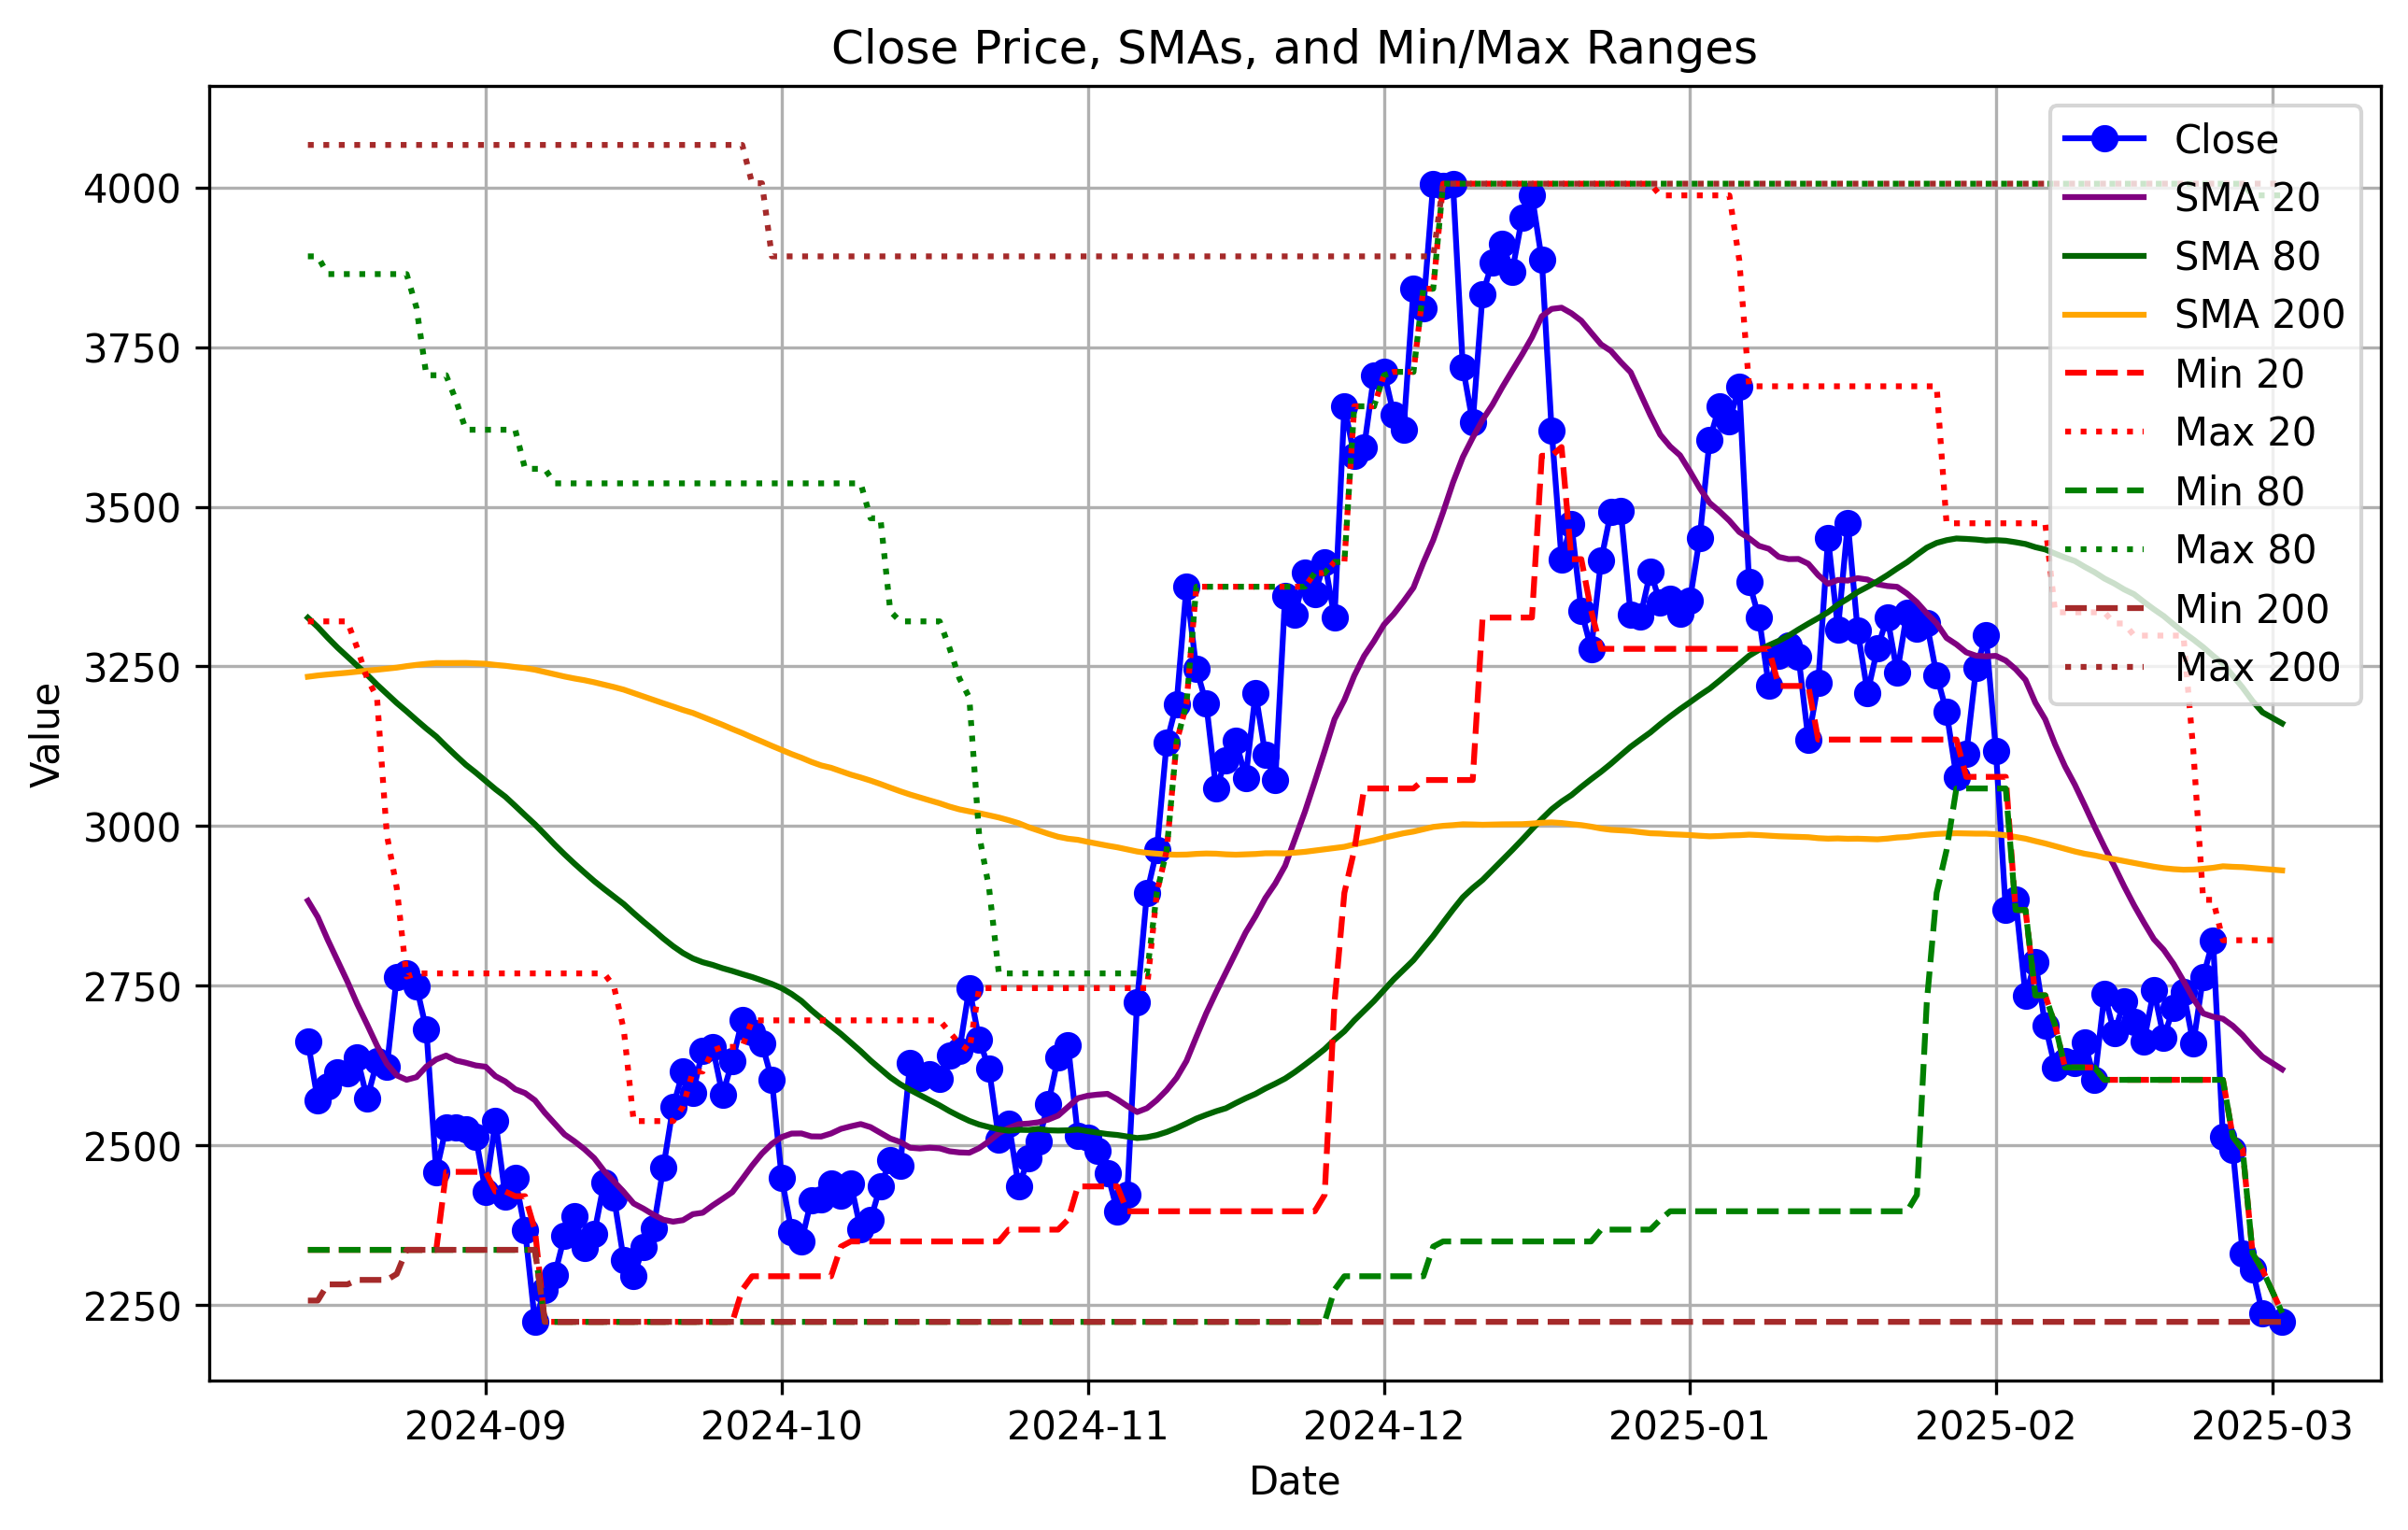 Close Price, SMAs, and Min/Max Ranges
Value
4000
3750
3500
3250
3000
2750
2500
2250
Close
SMA 20
SMA 80
SMA 200
Min 20
Max 20
Min 80
Max 80
Min 200
Max 200
2024-09 2024-10 2024-11 2024-12 2025-01 2025-02 2025-03
Date